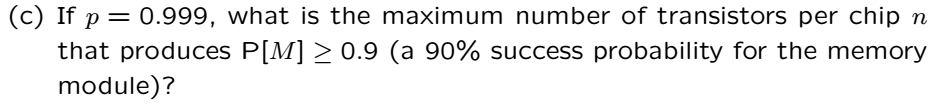 (c) If p = 0.999, what is the maximum number of transistors per chip n
that produces P[M] ≥ 0.9 (a 90% success probability for the memory
module)?